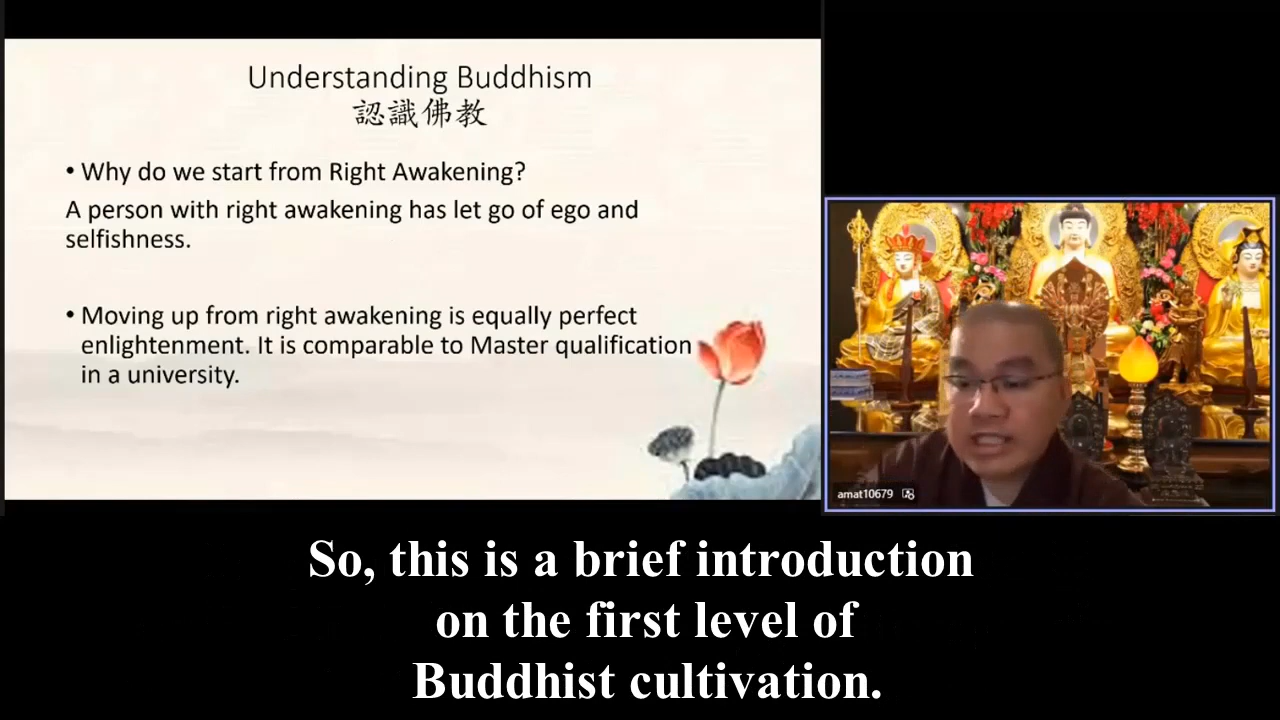 Understanding Buddhism
認識佛教
• Why do we start from Right Awakening?
A person with right awakening has let go of ego and
selfishness.
• Moving up from right awakening is equally perfect
enlightenment. It is comparable to Master qualification
in a university.
amat10679
So, this is a brief introduction
on the first level of
Buddhist cultivation.